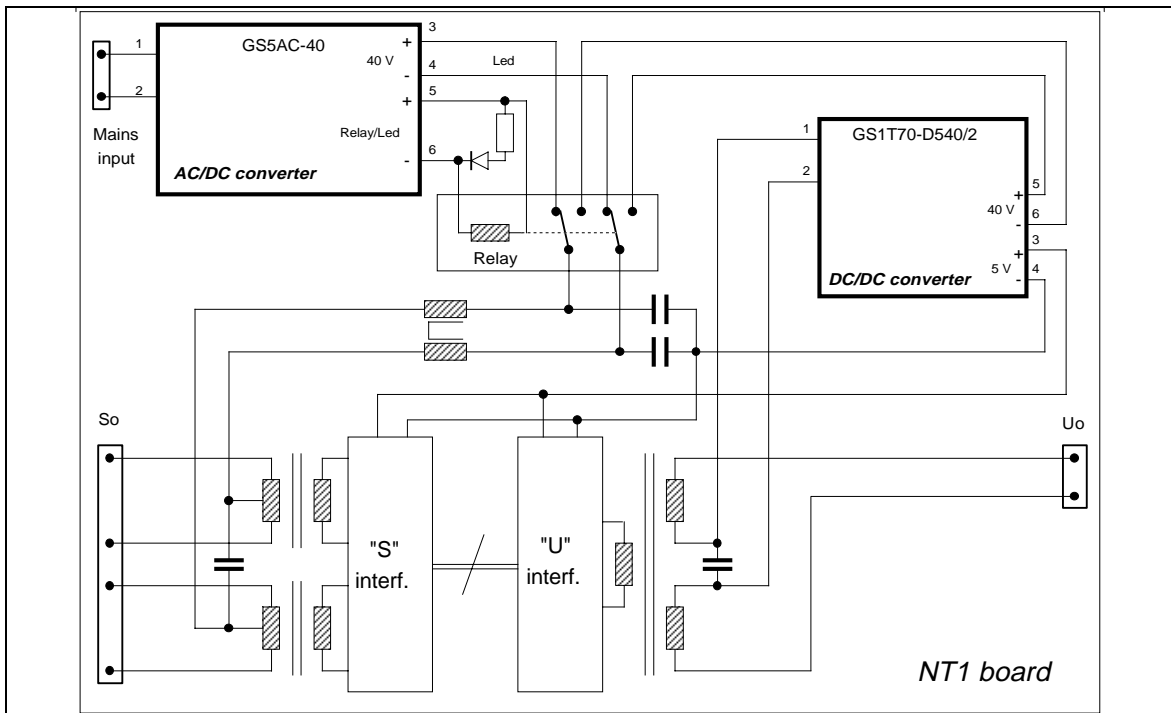 GS5AC-40
1
2
Mains
input
3
+
40 V
4
-
5
+
Relay/Led
6
-
AC/DC converter
Led
Relay
GS1T70-D540/2
1
2
5
+
40 V
6
-
3
+
5 V
4
-
DC/DC converter
So
"S"
interf.
"U"
interf.
Uo
NT1 board